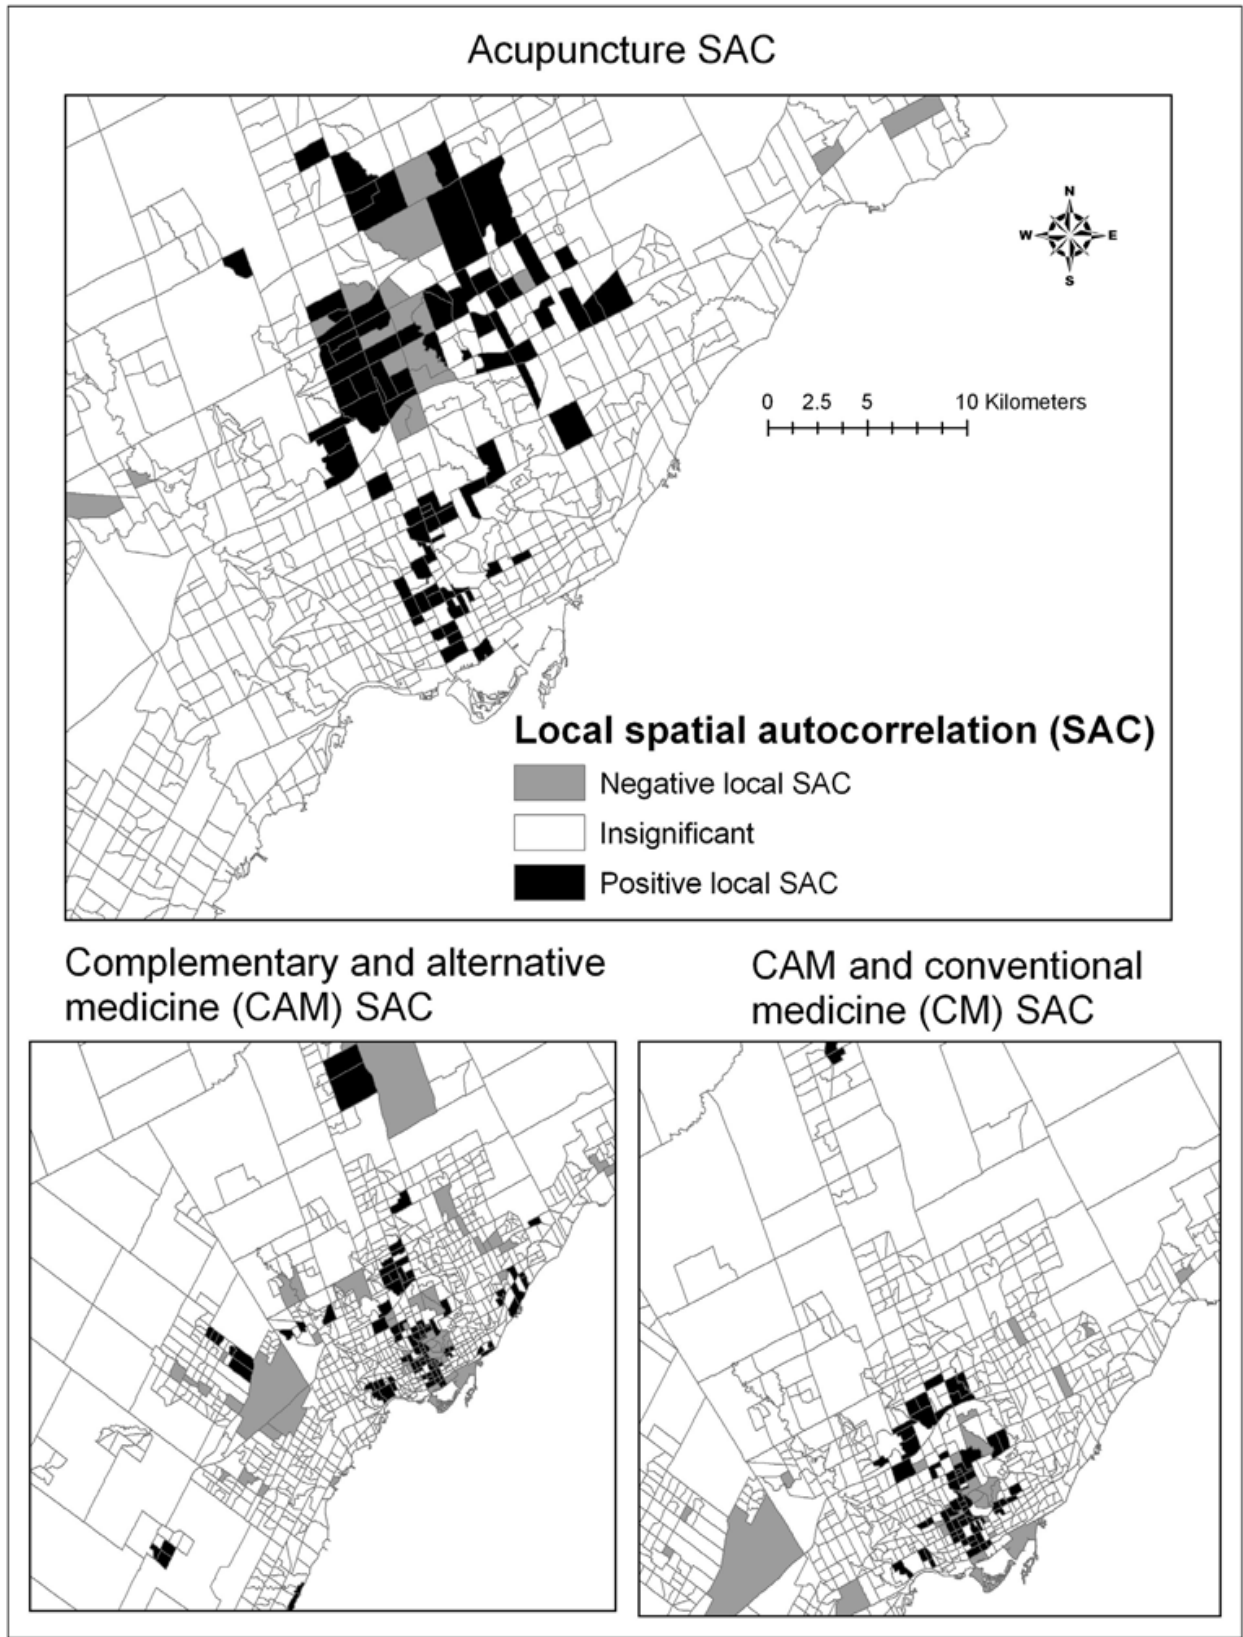 Acupuncture SAC
N
W E
S
0 2.5 5 10 Kilometers
Local spatial autocorrelation (SAC)
Negative local SAC
Insignificant
Positive local SAC
Complementary and alternative
medicine (CAM) SAC
CAM and conventional
medicine (CM) SAC